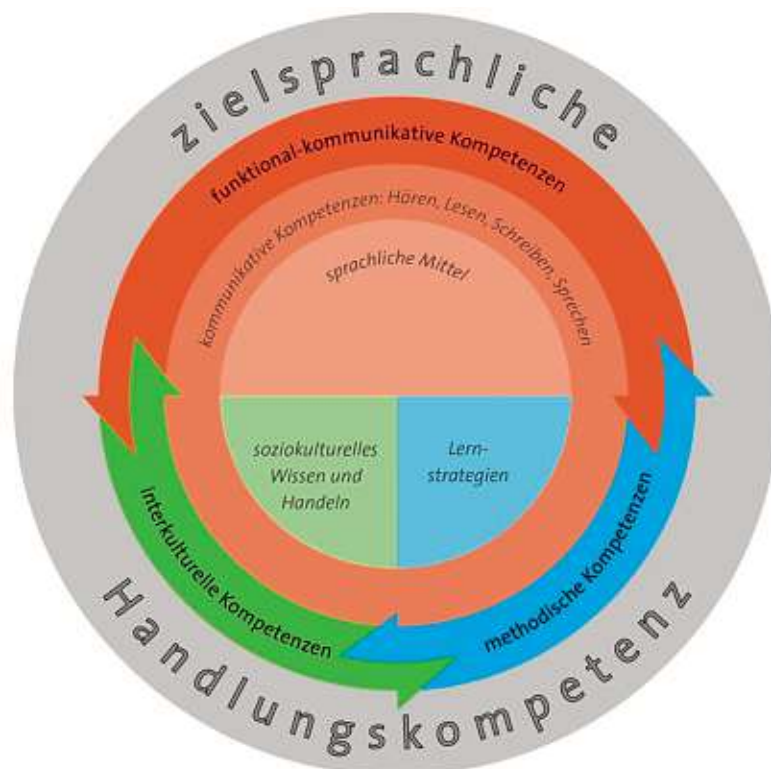 zielsprachliche
funktional-kommunikative Kompetenzen
kommunikative Kompetenzen: Hören, Lesen, Schreiben, Sprechen
sprachliche Mittel
soziokulturelles
Wissen und
Handeln
Lern-
strategien
interkulturelle Kompetenzen
methodische Kompetenzen
Handlungskompetenz